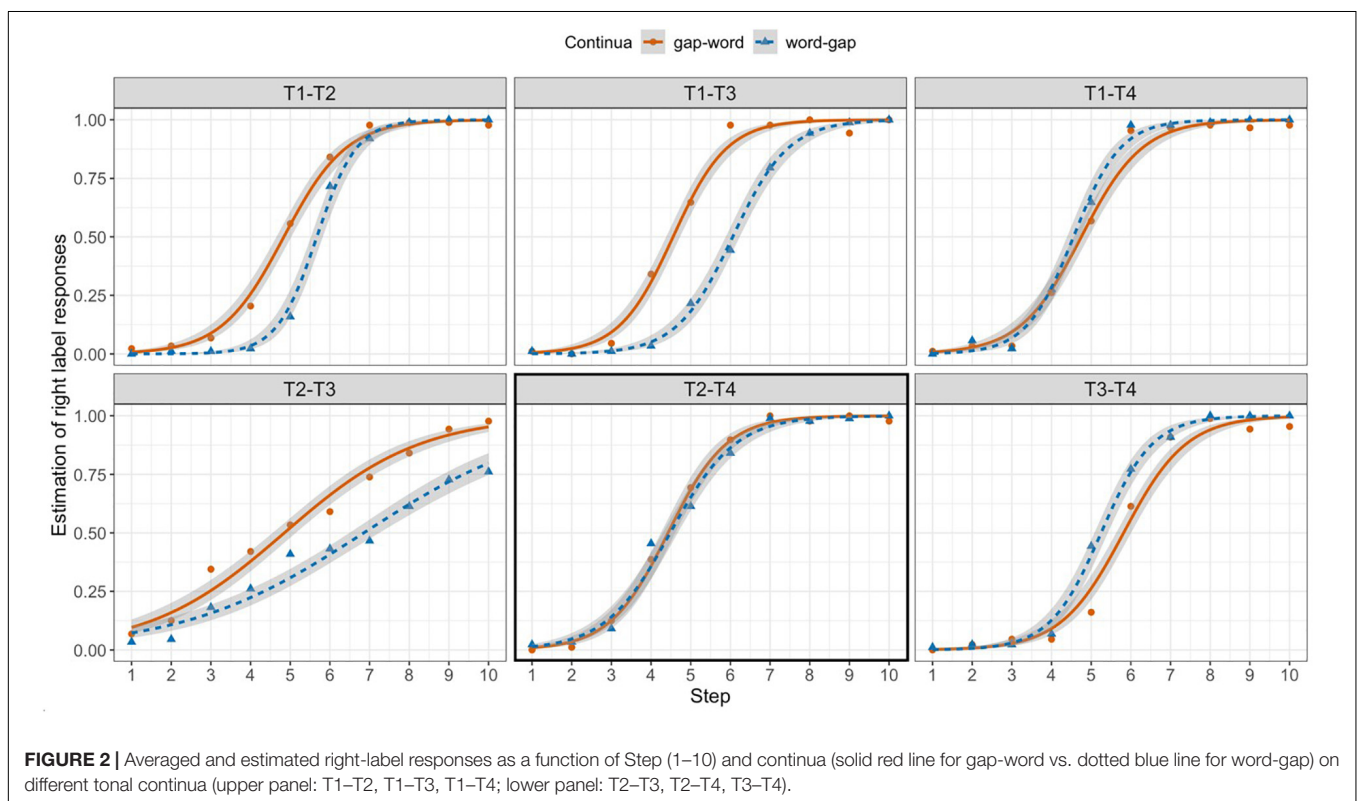 Continua gap-word word-gap
T1-T2 T1-T3 T1-T4
1.00
0.75
0.50
0.25
0.00
Estimation of right label responses
T2-T3 T2-T4 T3-T4
1.00
0.75
0.50
0.25
0.00
1 2 3 4 5 6 7 8 9 10 1 2 3 4 5 6 7 8 9 10 1 2 3 4 5 6 7 8 9 10
Step
FIGURE 2 | Averaged and estimated right-label responses as a function of Step (1–10) and continua (solid red line for gap-word vs. dotted blue line for word-gap) on
different tonal continua (upper panel: T1–T2, T1–T3, T1–T4; lower panel: T2–T3, T2–T4, T3–T4).